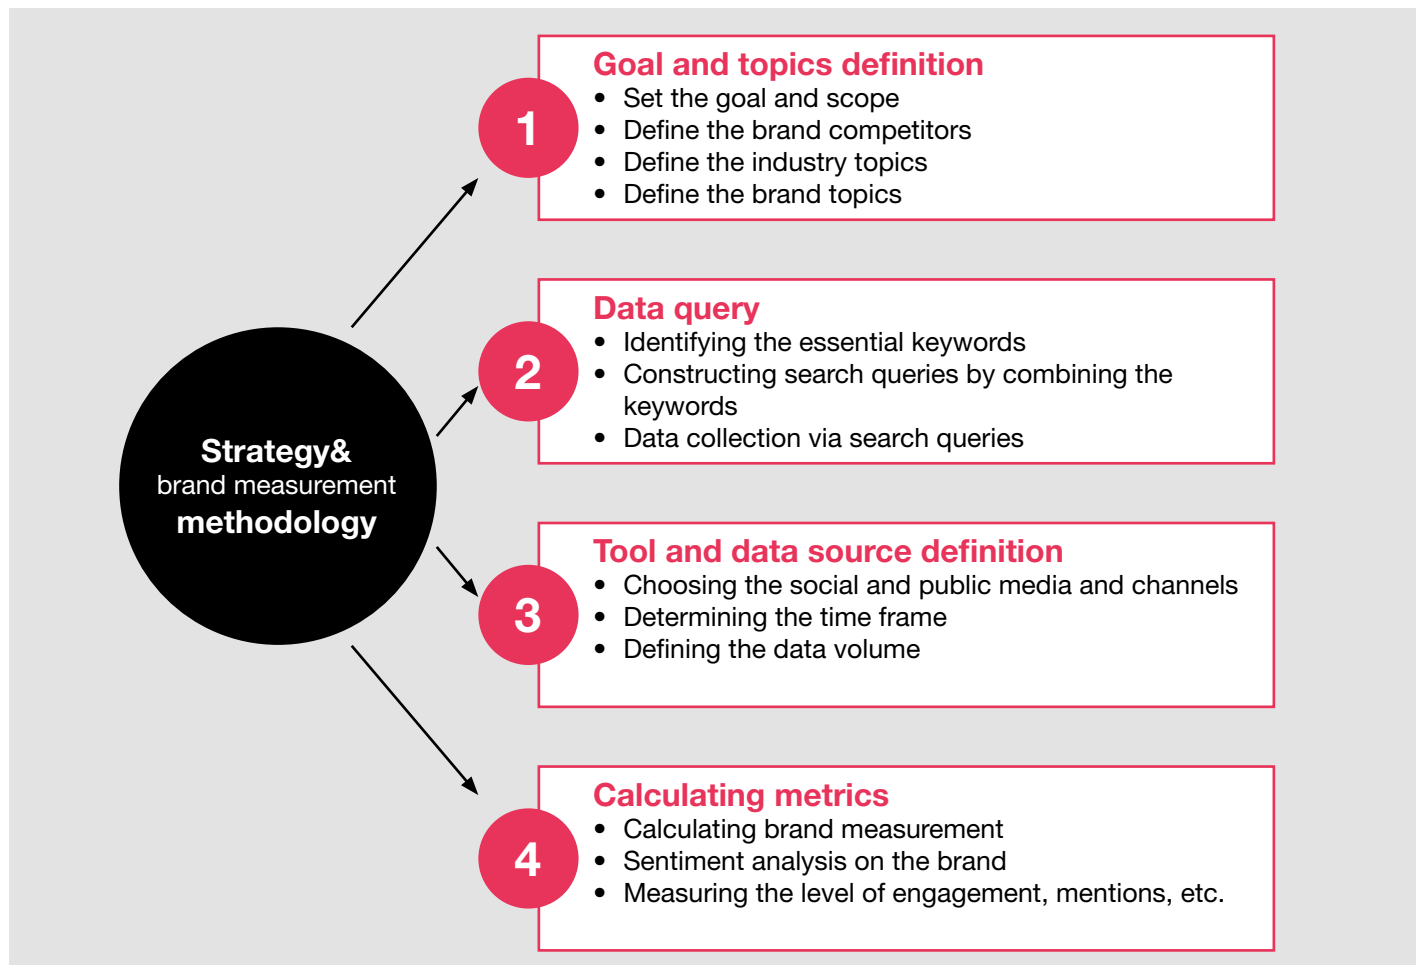 Strategy&
brand measurement
methodology
1
Goal and topics definition
• Set the goal and scope
• Define the brand competitors
• Define the industry topics
• Define the brand topics
2
Data query
• Identifying the essential keywords
• Constructing search queries by combining the
keywords
• Data collection via search queries
3
Tool and data source definition
• Choosing the social and public media and channels
• Determining the time frame
• Defining the data volume
4
Calculating metrics
• Calculating brand measurement
• Sentiment analysis on the brand
• Measuring the level of engagement, mentions, etc.